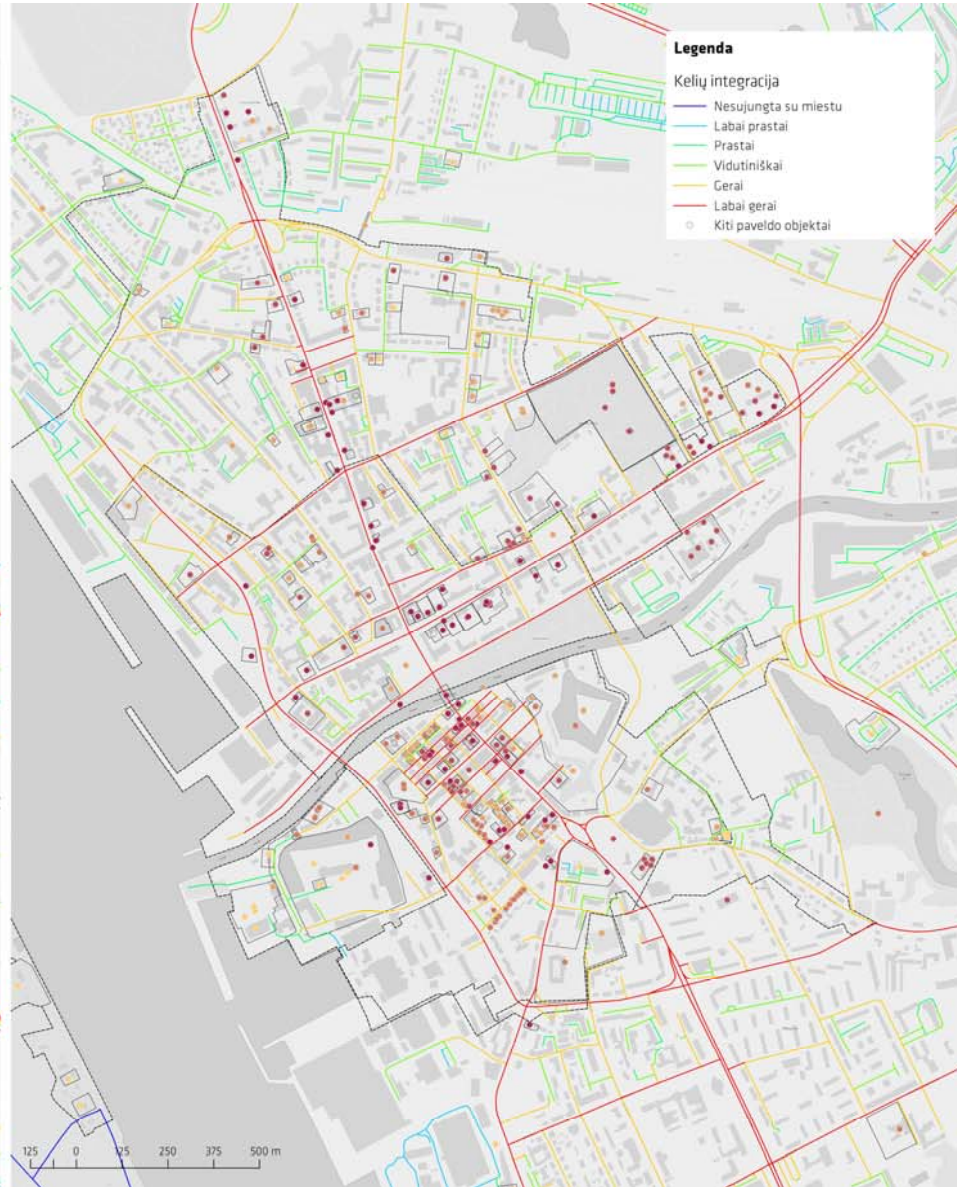 Legenda
Kelių integracija
Nesujungta su miestu
Labai prastai
Prastai
Vidutiniškai
Gerai
Labai gerai
Kiti paveldo objektai
125 0 125 250 375 500 m